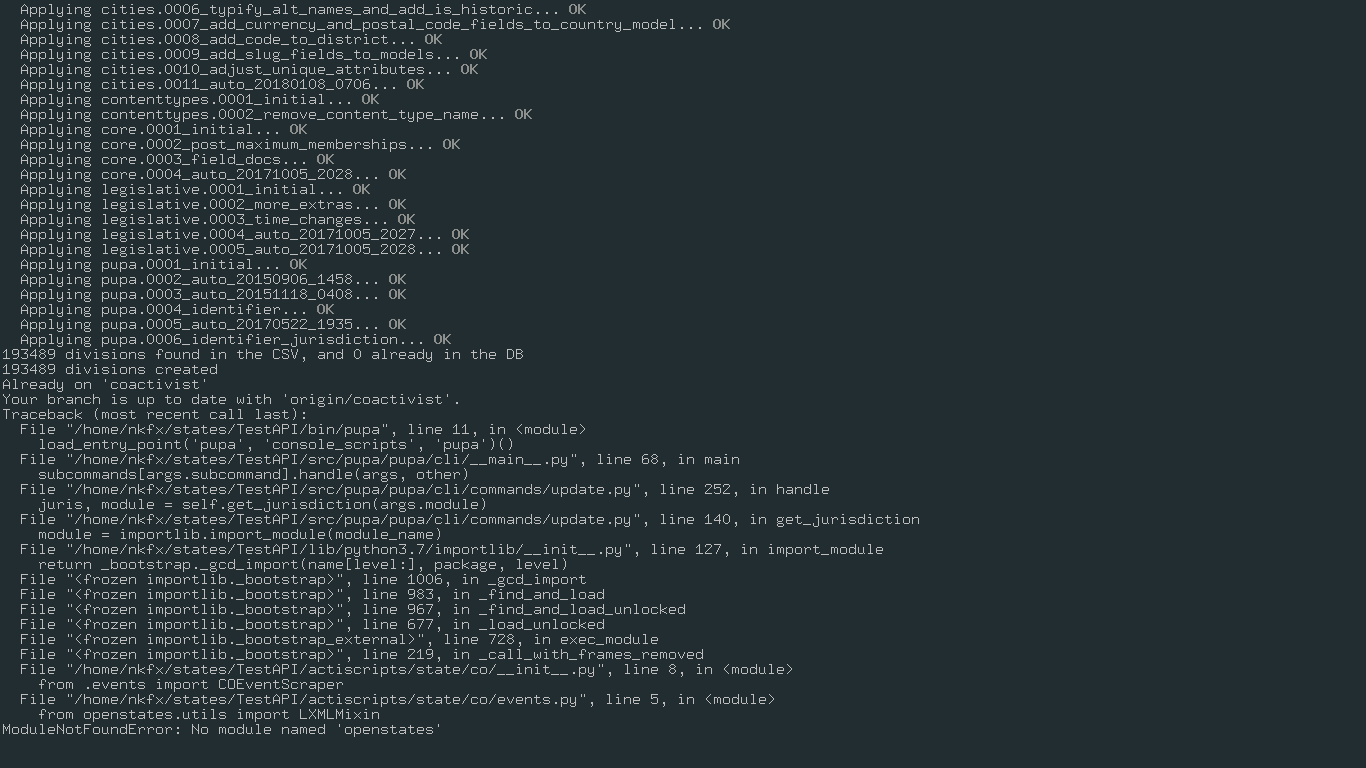 Applying cities.0006_typify_alt_names_and_add_is_historic... OK
Applying cities.0007_add_currency_and_postal_code_fields_to_country_model... OK
Applying cities.0008_add_code_to_district... OK
Applying cities.0009_add_slug_fields_to_models... OK
Applying cities.0010_adjust_unique_attributes... OK
Applying cities.0011_auto_20180108_0706... OK
Applying contenttypes.0001_initial... OK
Applying contenttypes.0002_remove_content_type_name... OK
Applying core.0001_initial... OK
Applying core.0002_post_maximum_memberships... OK
Applying core.0003_field_docs... OK
Applying core.0004_auto_20171005_2028... OK
Applying legislative.0001_initial... OK
Applying legislative.0002_more_extras... OK
Applying legislative.0003_time_changes... OK
Applying legislative.0004_auto_20171005_2027... OK
Applying legislative.0005_auto_20171005_2028... OK
Applying pupa.0001_initial... OK
Applying pupa.0002_auto_20150906_1458... OK
Applying pupa.0003_auto_20151118_0408... OK
Applying pupa.0004_identifier... OK
Applying pupa.0005_auto_20170522_1935... OK
Applying pupa.0006_identifier_jurisdiction... OK
193489 divisions found in the CSV, and 0 already in the DB
193489 divisions created
Already on 'coactivist'
Your branch is up to date with 'origin/coactivist'.
Traceback (most recent call last):
File "/home/nkfx/states/TestAPI/bin/pupa", line 11, in <module>
load_entry_point('pupa', 'console_scripts', 'pupa')()
File "/home/nkfx/states/TestAPI/src/pupa/pupa/cli/__main__.py", line 68, in main
subcommands[args.subcommand].handle(args, other)
File "/home/nkfx/states/TestAPI/src/pupa/pupa/cli/commands/update.py", line 252, in handle
juris, module = self.get_jurisdiction(args.module)
File "/home/nkfx/states/TestAPI/src/pupa/pupa/cli/commands/update.py", line 140, in get_jurisdiction
module = importlib.import_module(module_name)
File "/home/nkfx/states/TestAPI/lib/python3.7/importlib/__init__.py", line 127, in import_module
return _bootstrap._gcd_import(name[level:], package, level)
File "<frozen importlib._bootstrap>", line 1006, in _gcd_import
File "<frozen importlib._bootstrap>", line 983, in _find_and_load
File "<frozen importlib._bootstrap>", line 967, in _find_and_load_unlocked
File "<frozen importlib._bootstrap>", line 677, in _load_unlocked
File "<frozen importlib._bootstrap_external>", line 728, in exec_module
File "<frozen importlib._bootstrap>", line 219, in _call_with_frames_removed
File "/home/nkfx/states/TestAPI/actiscripts/state/co/__init__.py", line 8, in <module>
from .events import COEventScraper
File "/home/nkfx/states/TestAPI/actiscripts/state/co/events.py", line 5, in <module>
from openstates.utils import LXMLMixin
ModuleNotFoundError: No module named 'openstates'